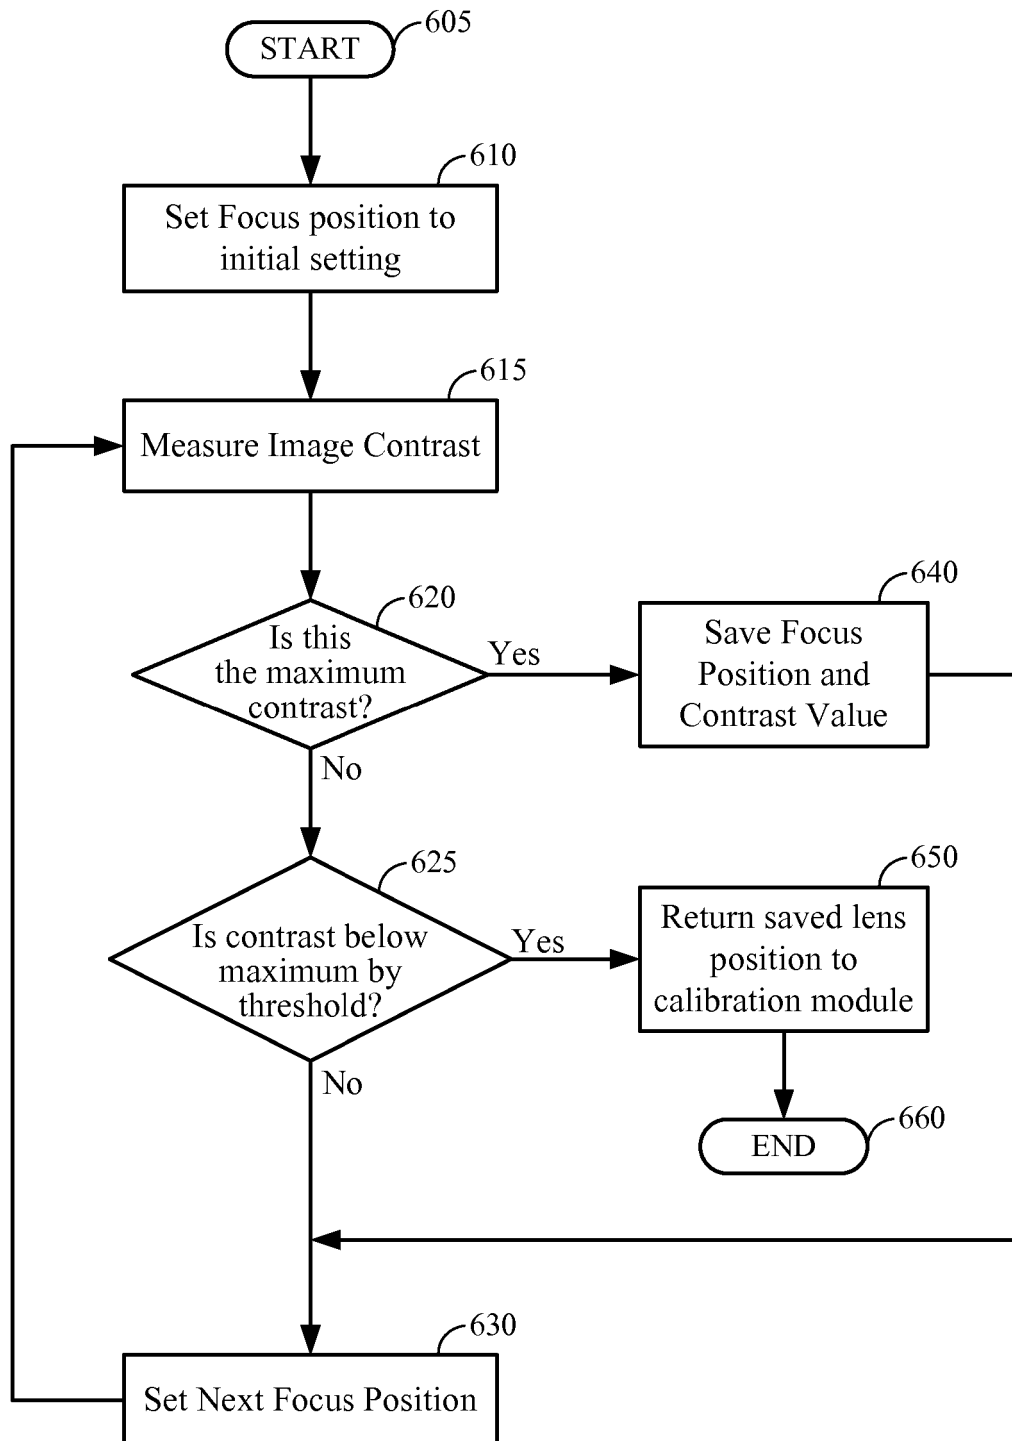 START
605
610
Set Focus position to
initial setting
615
Measure Image Contrast
620
Is this
the maximum
contrast?
Yes
640
Save Focus
Position and
Contrast Value
No
625
Is contrast below
maximum by
threshold?
Yes
650
Return saved lens
position to
calibration module
No
END
660
630
Set Next Focus Position